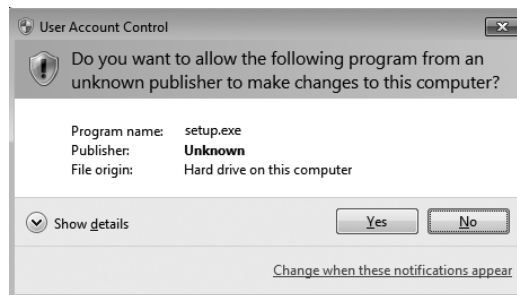 User Account Control
Do you want to allow the following program from an
unknown publisher to make changes to this computer?
Program name: setup.exe
Publisher: Unknown
File origin: Hard drive on this computer
Show details
Yes
No
Change when these notifications appear